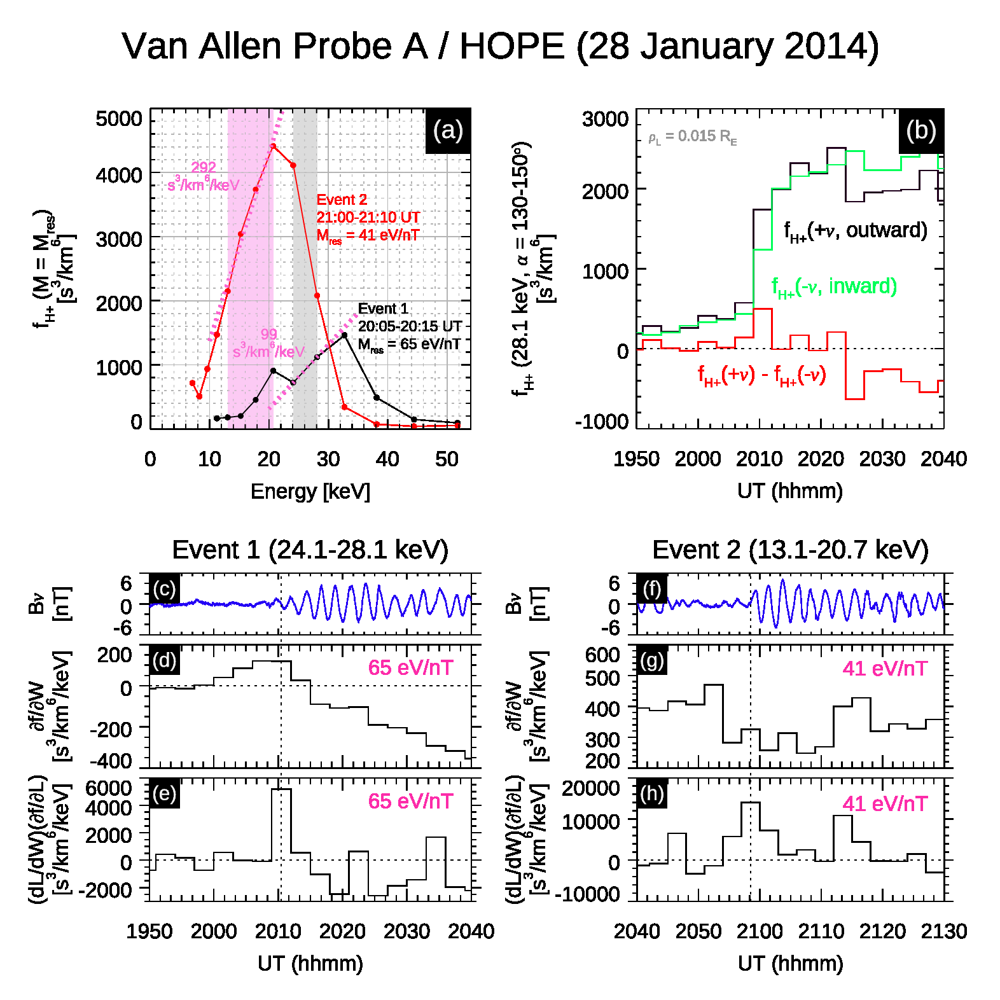 Van Allen Probe A / HOPE (28 January 2014)
(a)
f_H+ (M = M_res)
[s³/km⁶]
5000
4000
3000
2000
1000
0
292
s³/km⁶/keV
Event 2
21:00-21:10 UT
M_res = 41 eV/nT
99
s³/km⁶/keV
Event 1
20:05-20:15 UT
M_res = 65 eV/nT
0 10 20 30 40 50
Energy [keV]
(b)
f_H+ (28.1 keV, α = 130-150°)
[s³/km⁶]
3000
2000
1000
0
-1000
ρ_L = 0.015 R_E
f_H+(+ν, outward)
f_H+(-ν, inward)
f_H+(+ν) - f_H+(-ν)
1950 2000 2010 2020 2030 2040
UT (hhmm)
Event 1 (24.1-28.1 keV)
(c)
Bν
[nT]
6
0
-6
(d)
∂f/∂W
[s³/km⁶/keV]
200
0
-200
-400
65 eV/nT
(e)
(dL/dW)(∂f/∂L)
[s³/km⁶/keV]
6000
4000
2000
0
-2000
65 eV/nT
1950 2000 2010 2020 2030 2040
UT (hhmm)
Event 2 (13.1-20.7 keV)
(f)
Bν
[nT]
6
0
-6
(g)
∂f/∂W
[s³/km⁶/keV]
600
500
400
300
200
41 eV/nT
(h)
(dL/dW)(∂f/∂L)
[s³/km⁶/keV]
20000
10000
0
-10000
41 eV/nT
2040 2050 2100 2110 2120 2130
UT (hhmm)